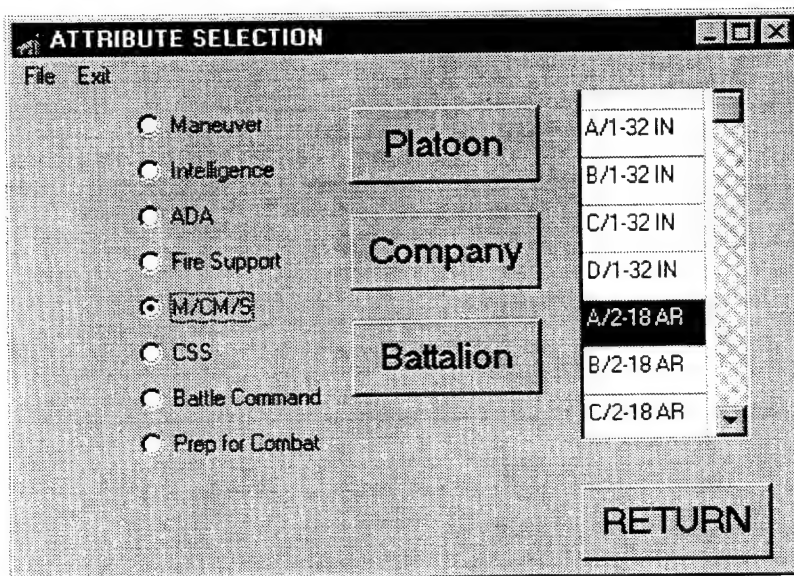 ATTRIBUTE SELECTION
File Exit
Maneuver
Intelligence
ADA
Fire Support
M/CM/S
CSS
Battle Command
Prep for Combat
Platoon
Company
Battalion
A/1-32 IN
B/1-32 IN
C/1-32 IN
D/1-32 IN
A/2-18 AR
B/2-18 AR
C/2-18 AR
RETURN